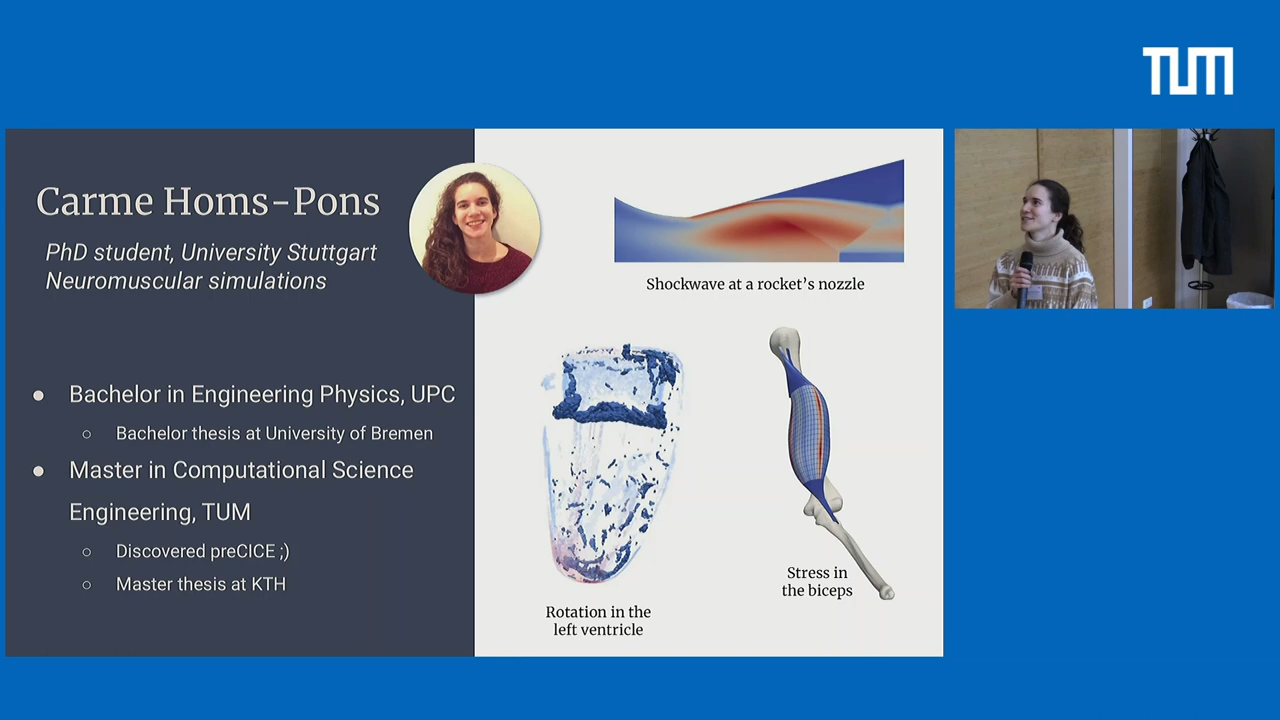 TUM
Carme Homs-Pons
PhD student, University Stuttgart
Neuromuscular simulations
● Bachelor in Engineering Physics, UPC
○ Bachelor thesis at University of Bremen
● Master in Computational Science
Engineering, TUM
○ Discovered preCICE ;)
○ Master thesis at KTH
Shockwave at a rocket's nozzle
Rotation in the
left ventricle
Stress in
the biceps